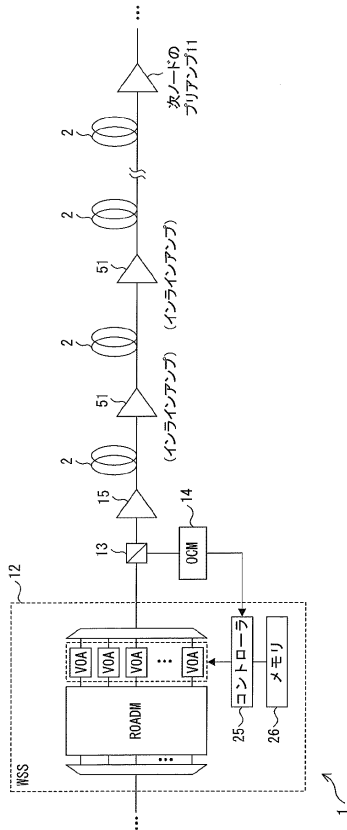 12
WSS
ROADM
VOA
VOA
VOA
VOA
25
コントローラ
26
メモリ
13
14
OCM
15
2
51
(インラインアンプ)
2
51
(インラインアンプ)
2
2
次ノードの
プリアンプ11
1